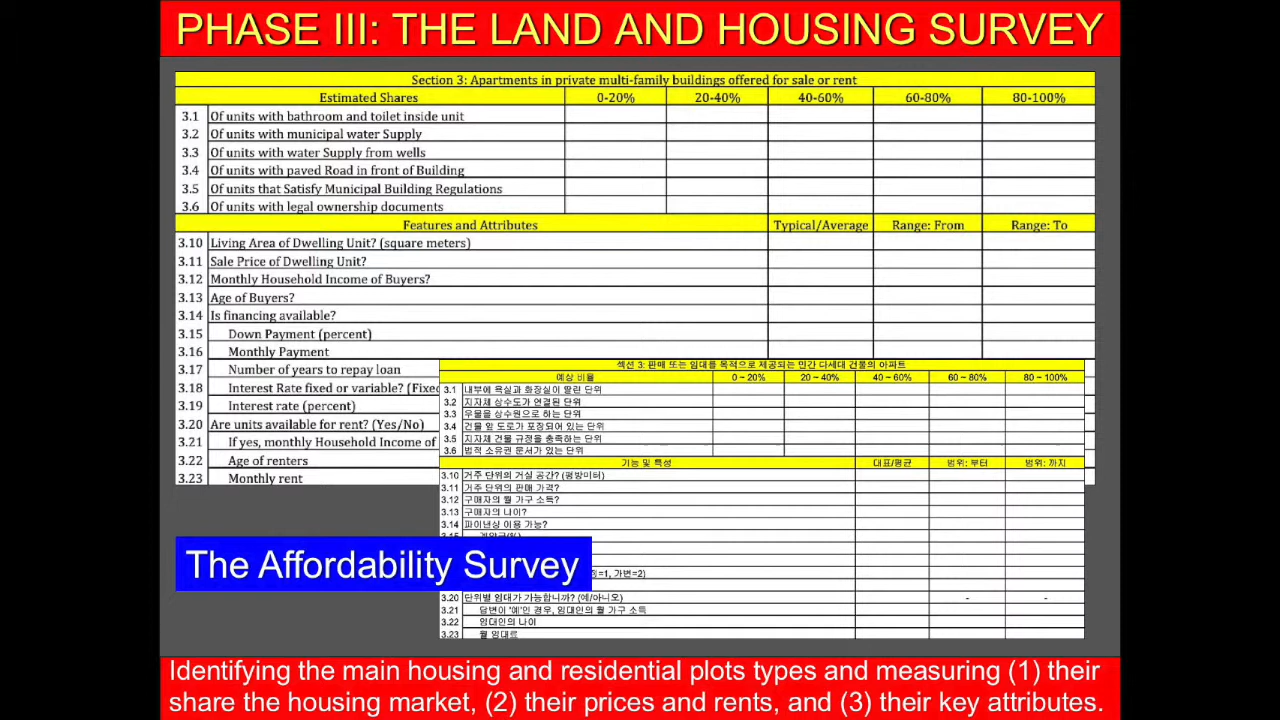 PHASE III: THE LAND AND HOUSING SURVEY
Section 3: Apartments in private multi-family buildings offered for sale or rent
Estimated Shares 0-20% 20-40% 40-60% 60-80% 80-100%
3.1 Of units with bathroom and toilet inside unit
3.2 Of units with municipal water Supply
3.3 Of units with water Supply from wells
3.4 Of units with paved Road in front of Building
3.5 Of units that Satisfy Municipal Building Regulations
3.6 Of units with legal ownership documents
Features and Attributes Typical/Average Range: From Range: To
3.10 Living Area of Dwelling Unit? (square meters)
3.11 Sale Price of Dwelling Unit?
3.12 Monthly Household Income of Buyers?
3.13 Age of Buyers?
3.14 Is financing available?
3.15 Down Payment (percent)
3.16 Monthly Payment
3.17 Number of years to repay loan
3.18 Interest Rate fixed or variable? (Fixed
3.19 Interest rate (percent)
3.20 Are units available for rent? (Yes/No)
3.21 If yes, monthly Household Income of
3.22 Age of renters
3.23 Monthly rent
섹션 3: 판매 또는 임대를 목적으로 제공되는 민간 다세대 건물의 아파트
예상 비율 0 ~ 20% 20 ~ 40% 40 ~ 60% 60 ~ 80% 80 ~ 100%
3.1 내부에 욕실과 화장실이 딸린 단위
3.2 지자체 상수도가 연결된 단위
3.3 우물을 상수원으로 하는 단위
3.4 건물 앞 도로가 포장되어 있는 단위
3.5 지자체 건물 규정을 충족하는 단위
3.6 법적 소유권 문서가 있는 단위
기능 및 특성 대표/평균 범위: 부터 범위: 까지
3.10 거주 단위의 거실 공간? (평방미터)
3.11 거주 단위의 판매 가격?
3.12 구매자의 월 가구 소득?
3.13 구매자의 나이?
3.14 파이낸싱 이용 가능?
=1, 가변=2)
3.20 단위별 임대가 가능합니까? (예/아니오) - -
3.21 답변이 '예'인 경우, 임대인의 월 가구 소득
3.22 임대인의 나이
3.23 월 임대료
The Affordability Survey
Identifying the main housing and residential plots types and measuring (1) their
share the housing market, (2) their prices and rents, and (3) their key attributes.